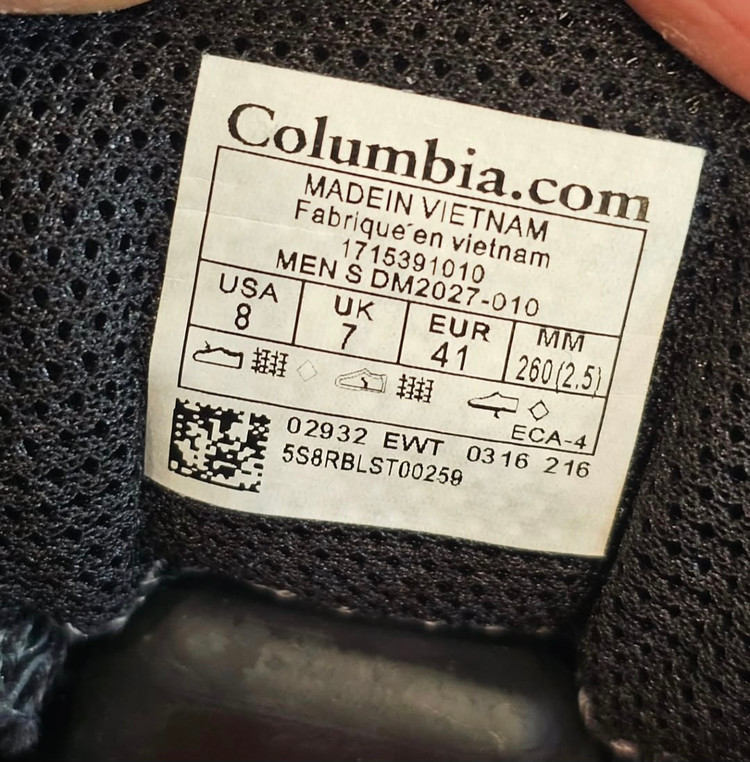 Columbia.com
MADEIN VIETNAM
Fabrique en vietnam
1715391010
MEN S DM2027-010
USA UK EUR MM
8 7 41 260(2.5)
ECA-4
02932 EWT 0316 216
5S8RBLST00259